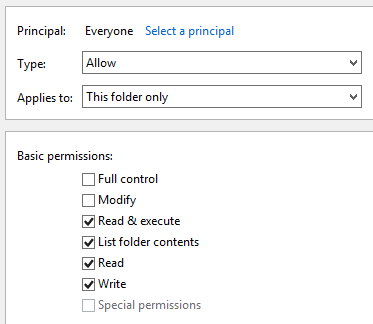 Principal: Everyone Select a principal
Type: Allow
Applies to: This folder only
Basic permissions:
Full control
Modify
Read & execute
List folder contents
Read
Write
Special permissions